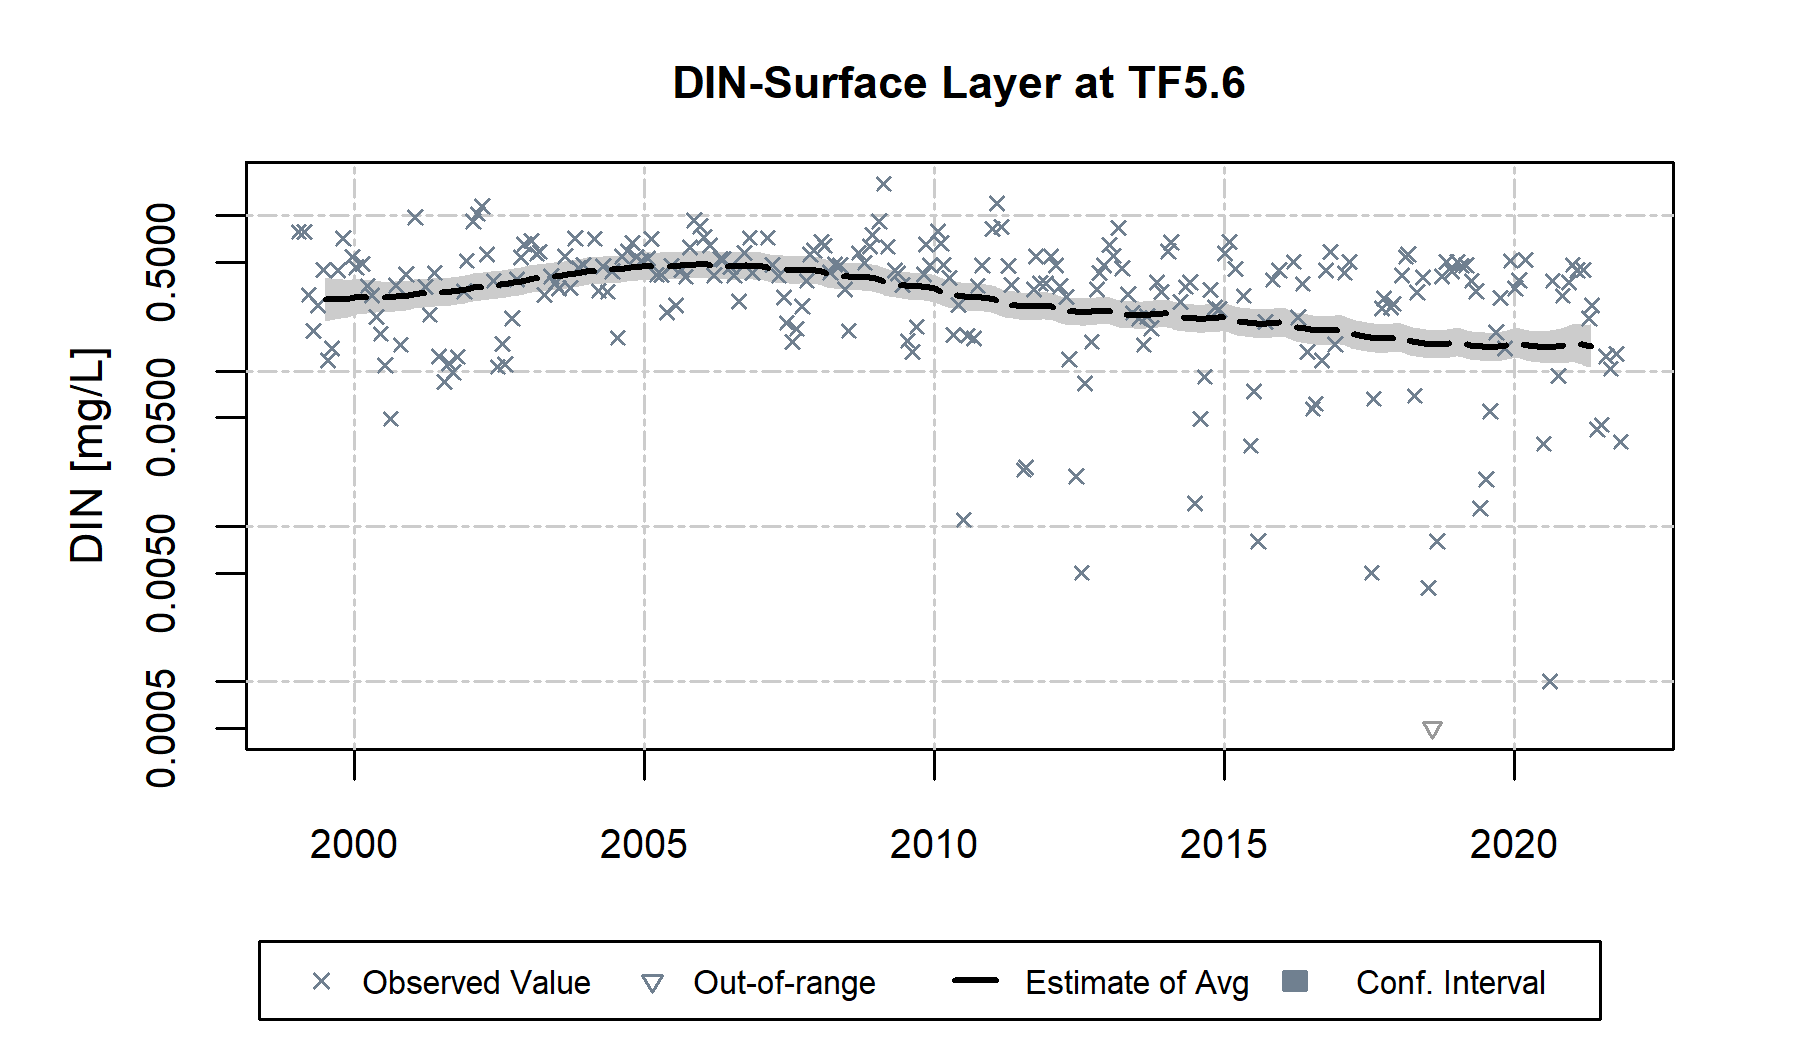 DIN-Surface Layer at TF5.6
DIN [mg/L]
0.5000
0.0500
0.0050
0.0005
2000 2005 2010 2015 2020
Observed Value Out-of-range Estimate of Avg Conf. Interval